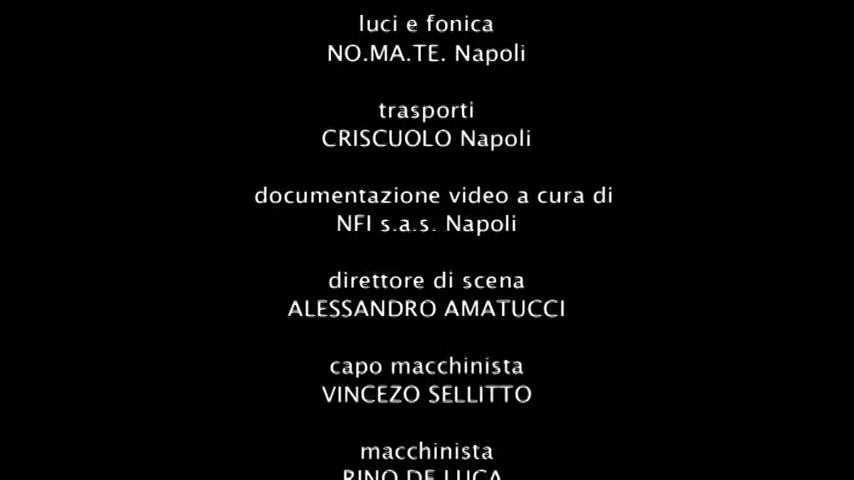 luci e fonica
NO.MA.TE. Napoli
trasporti
CRISCUOLO Napoli
documentazione video a cura di
NFI s.a.s. Napoli
direttore di scena
ALESSANDRO AMATUCCI
capo macchinista
VINCEZO SELLITTO
macchinista
RINO DE LUCA